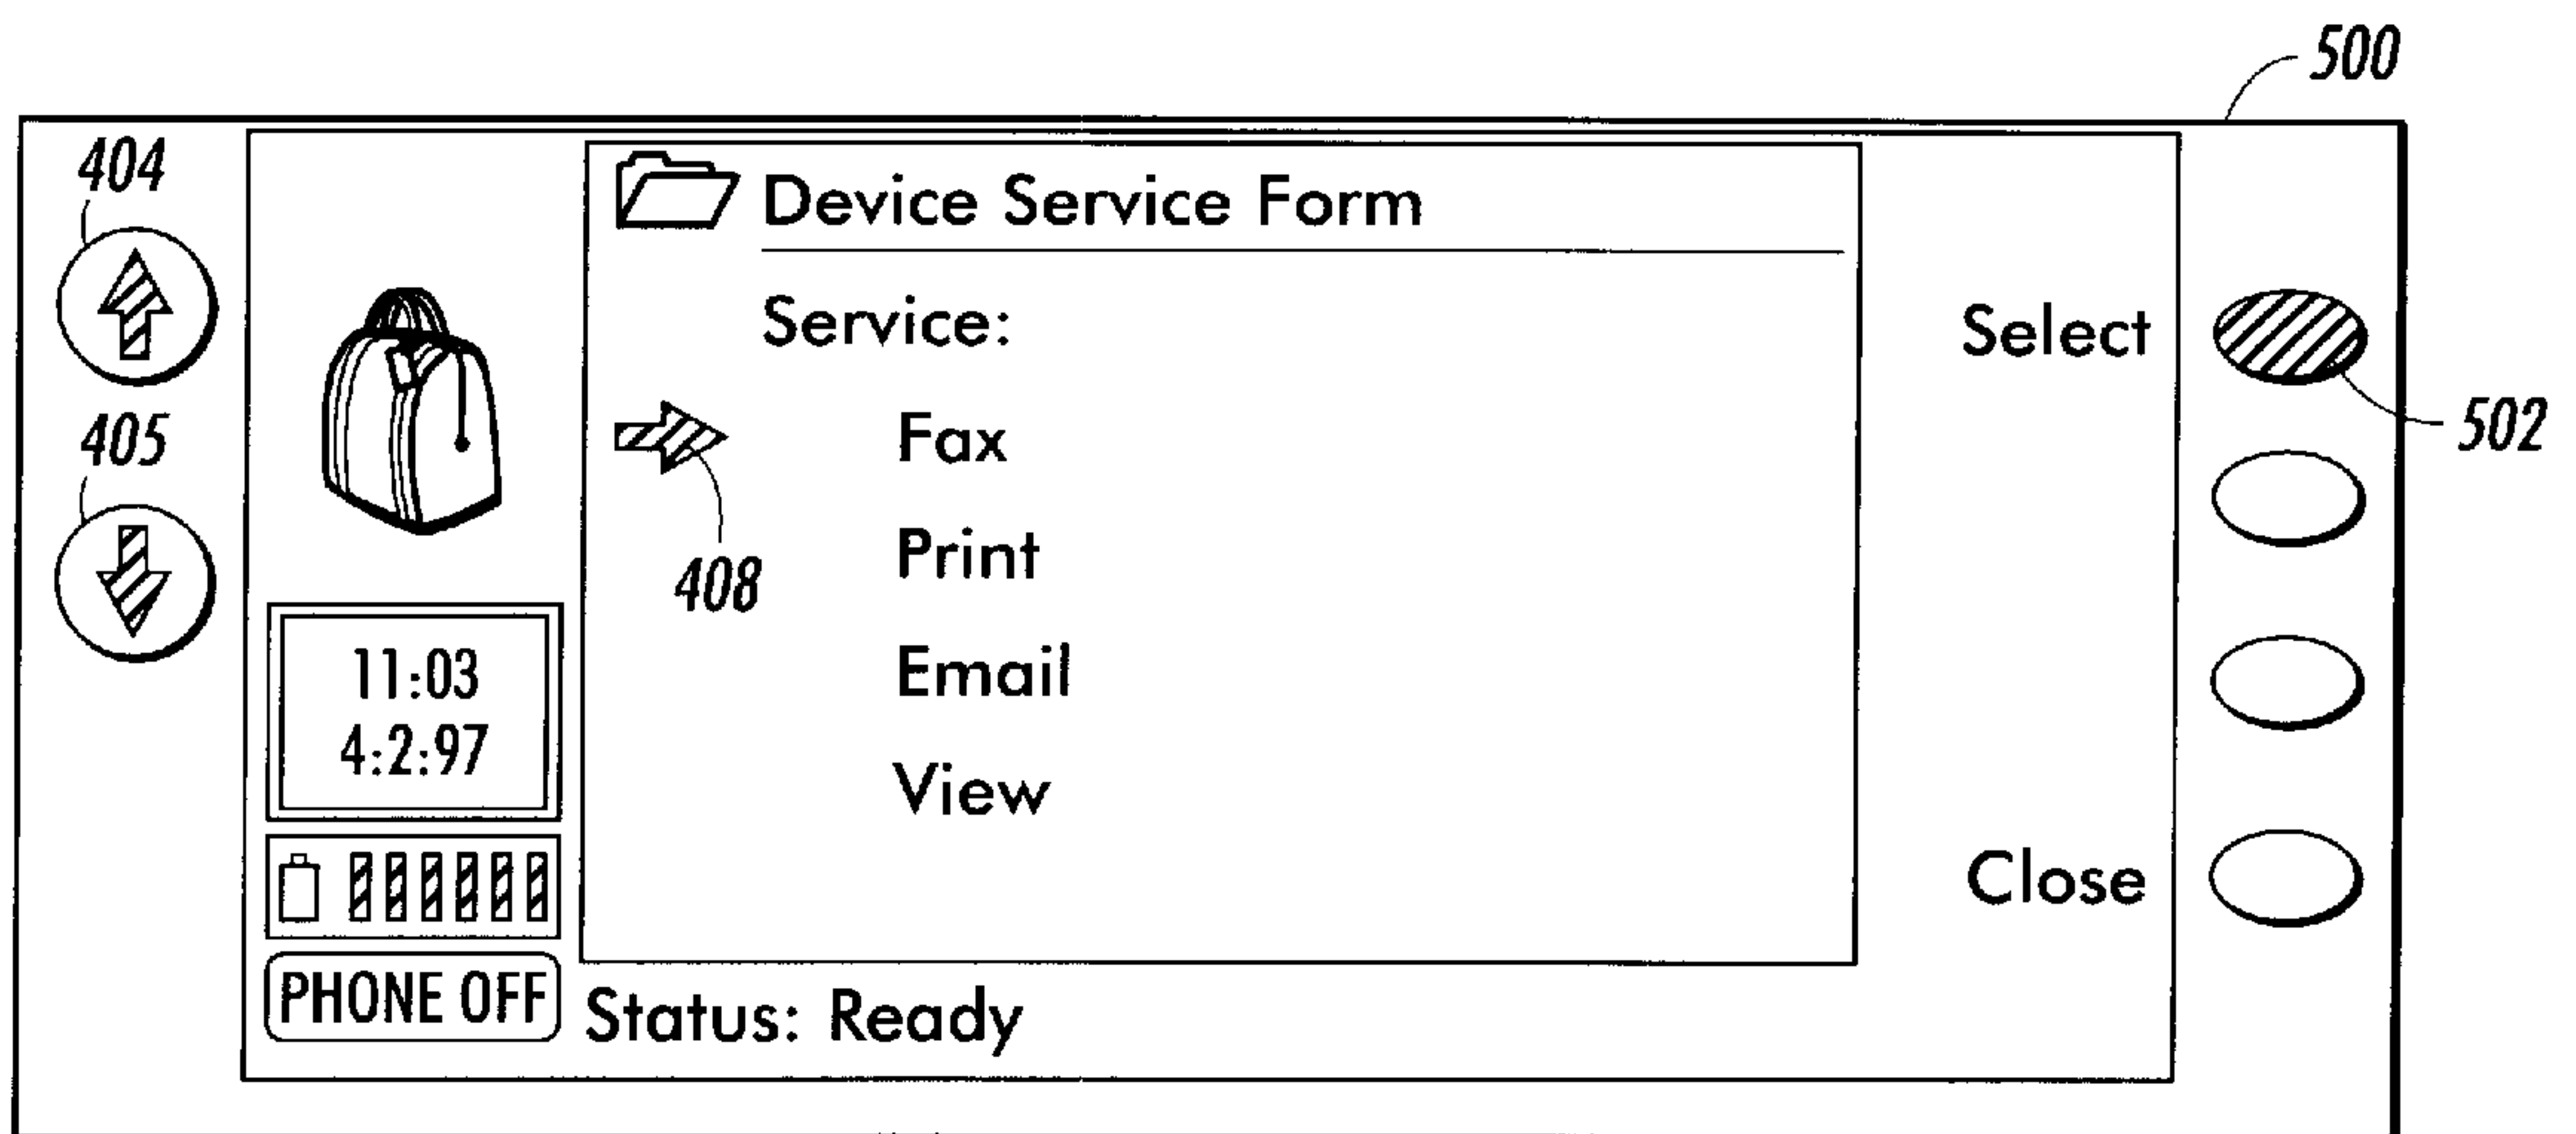 500
404
Device Service Form
Service:
Select
405
Fax
502
Print
408
11:03
Email
4:2:97
View
Close
PHONE OFF
Status: Ready